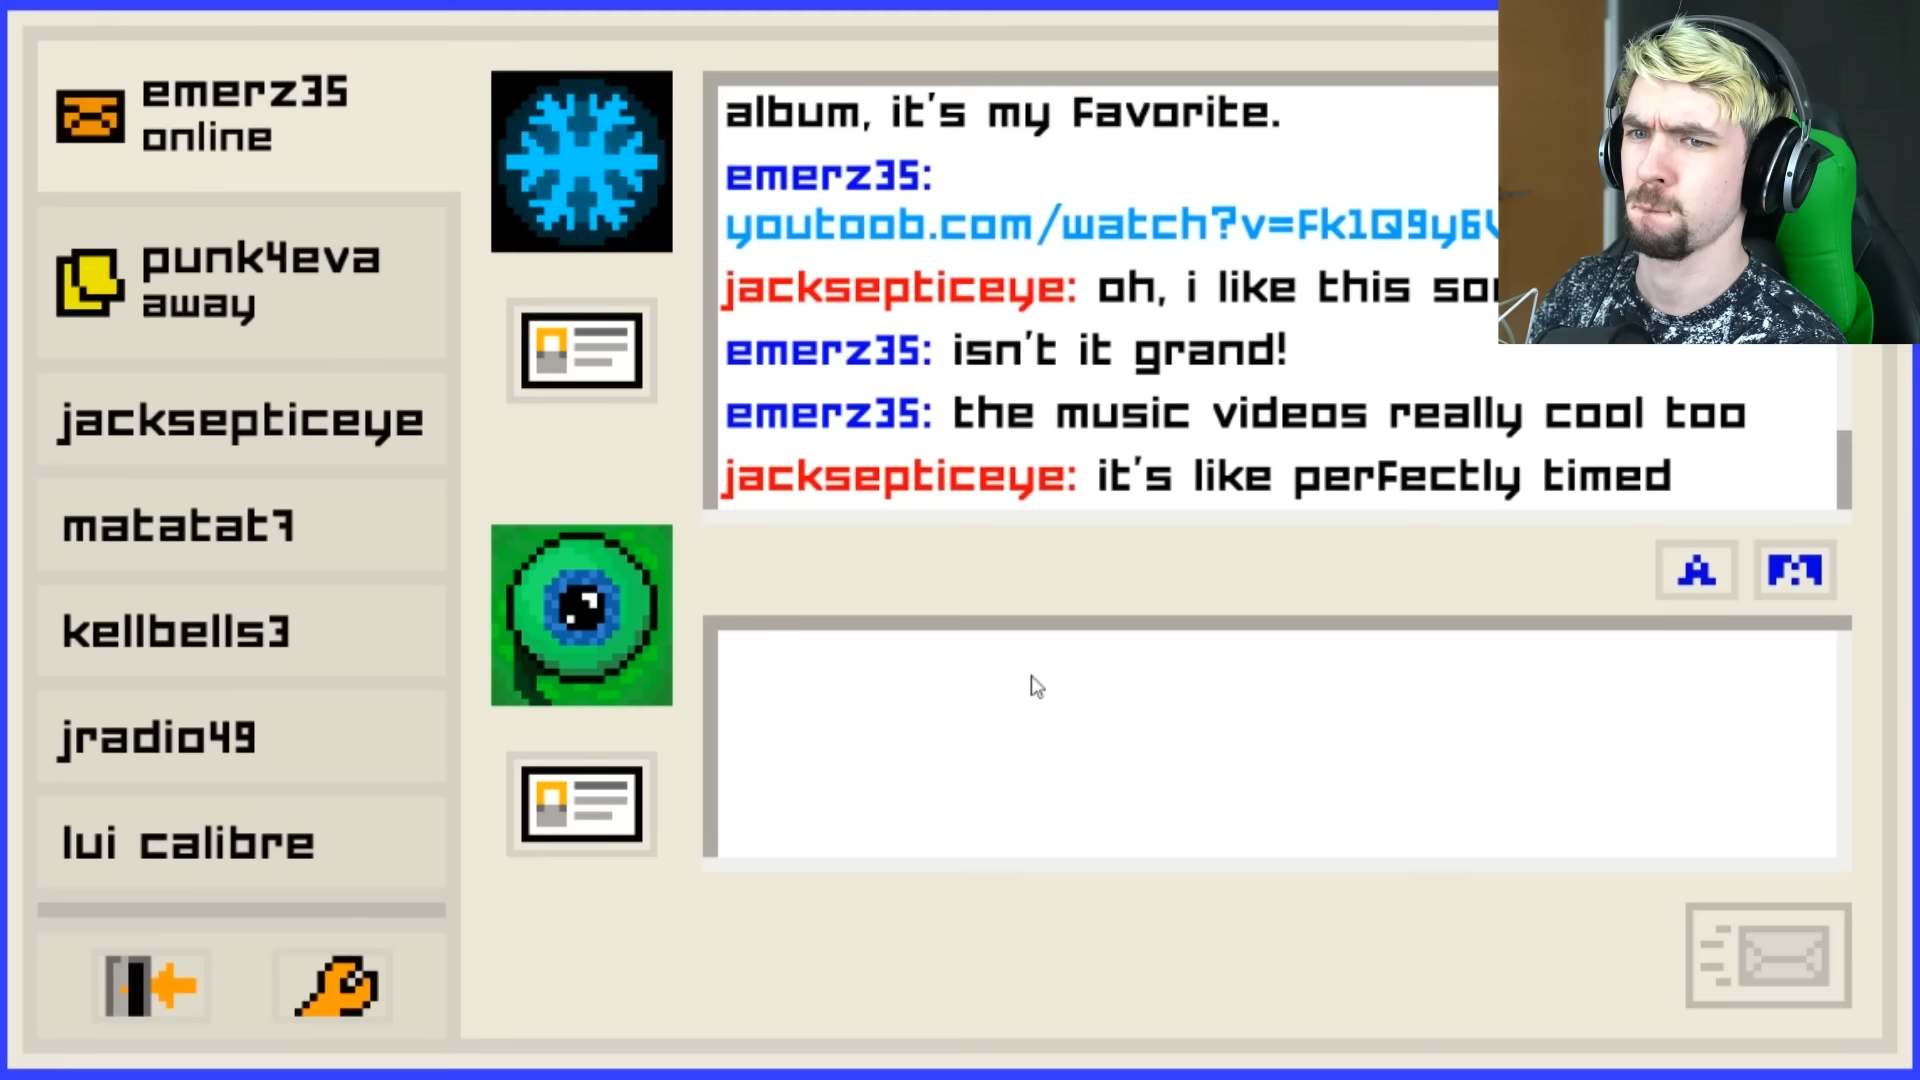 emerz35
online
punk4eva
away
jacksepticeye
matatat7
kellbells3
jradio49
lui calibre
album, it's my Favorite.
emerz35:
youtoob.com/watch?v=Fk1Q9y6
jacksepticeye: oh, i like this
emerz35: isn't it grand!
emerz35: the music videos really cool too
jacksepticeye: it's like perFectly timed
A